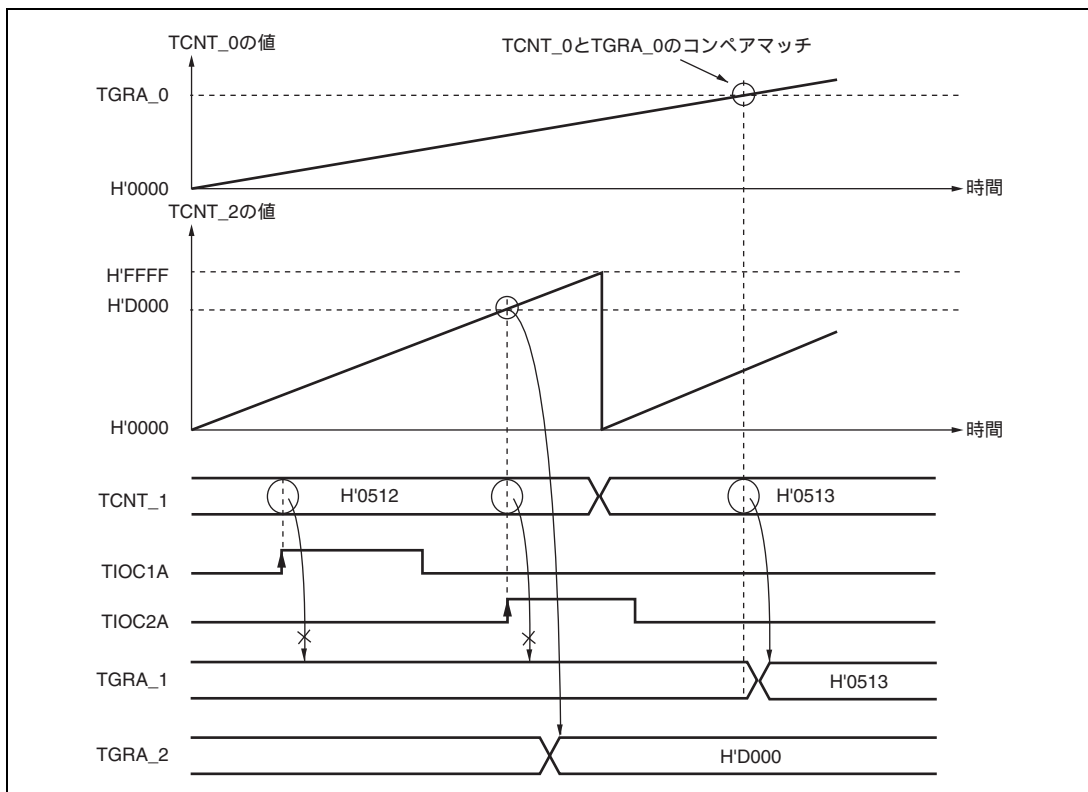 TCNT_0の値
TCNT_0とTGRA_0のコンペアマッチ
TGRA_0
H'0000
時間
TCNT_2の値
H'FFFF
H'D000
H'0000
時間
TCNT_1
H'0512
H'0513
TIOC1A
TIOC2A
TGRA_1
H'0513
TGRA_2
H'D000